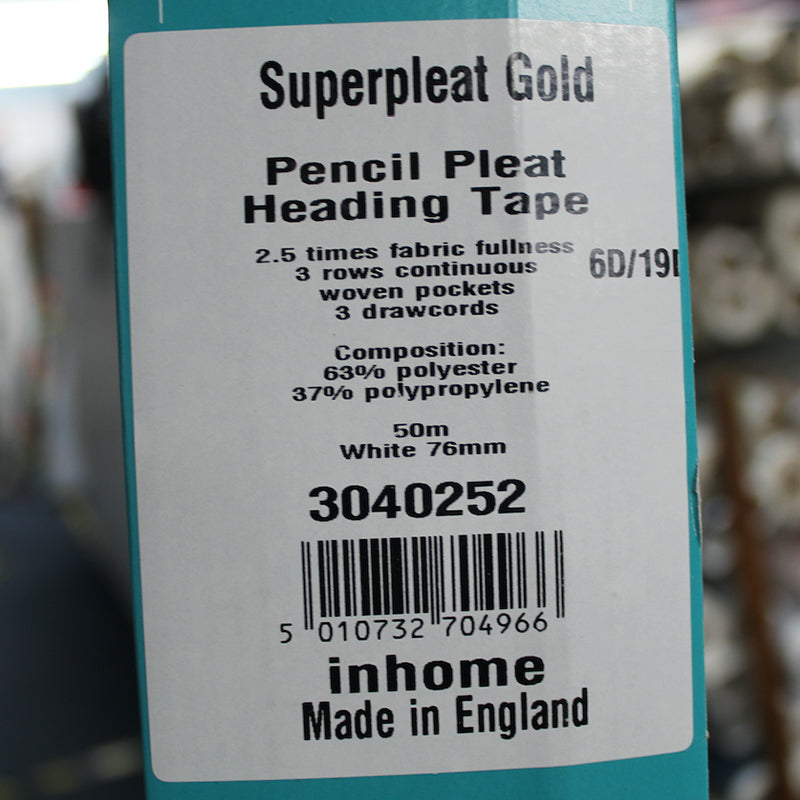 Superpleat Gold
Pencil Pleat
Heading Tape
2.5 times fabric fullness
3 rows continuous
woven pockets
3 drawcords
6D/19
Composition:
63% polyester
37% polypropylene
50m
White 76mm
3040252
5 010732 704966
inhome
Made in England